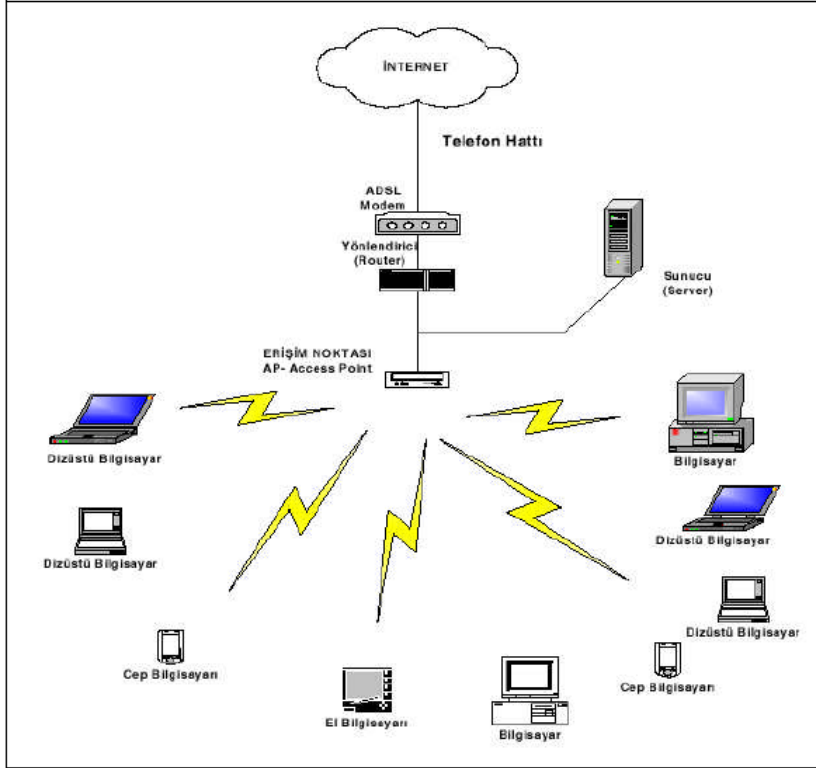 İNTERNET
Telefon Hattı
ADSL
Modem
Yönlendirici
(Router)
Sunucu
(Server)
ERİŞİM NOKTASI
AP- Access Point
Dizüstü Bilgisayar
Bilgisayar
Dizüstü Bilgisayar
Dizüstü Bilgisayar
Dizüstü Bilgisayar
Cep Bilgisayarı
Cep Bilgisayarı
El Bilgisayarı
Bilgisayar